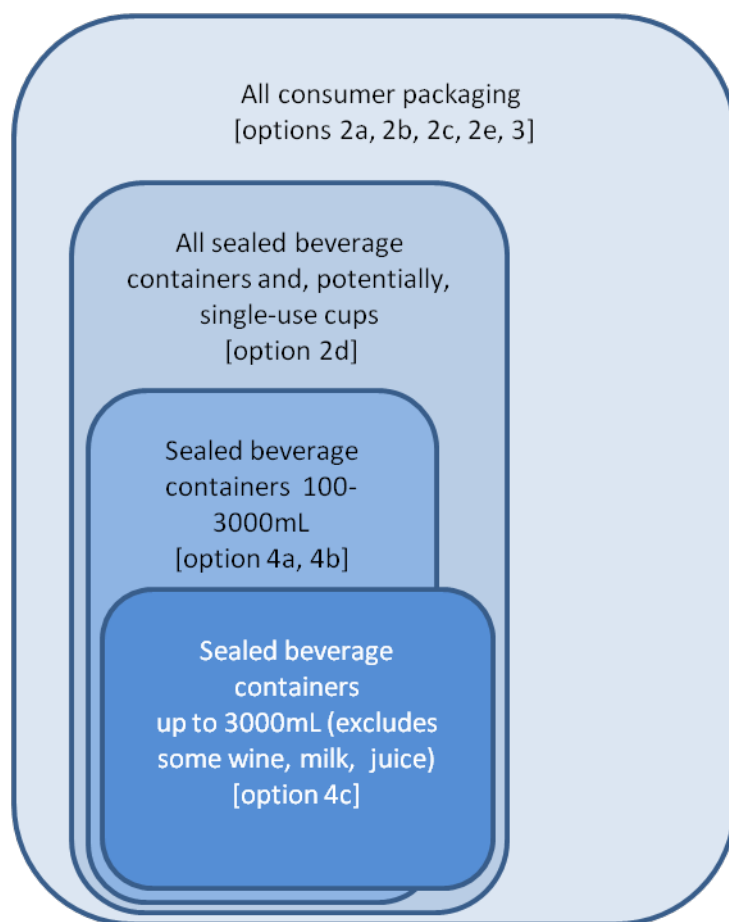 All consumer packaging
[options 2a, 2b, 2c, 2e, 3]
All sealed beverage
containers and, potentially,
single-use cups
[option 2d]
Sealed beverage
containers 100-
3000mL
[option 4a, 4b]
Sealed beverage
containers
up to 3000mL (excludes
some wine, milk, juice)
[option 4c]